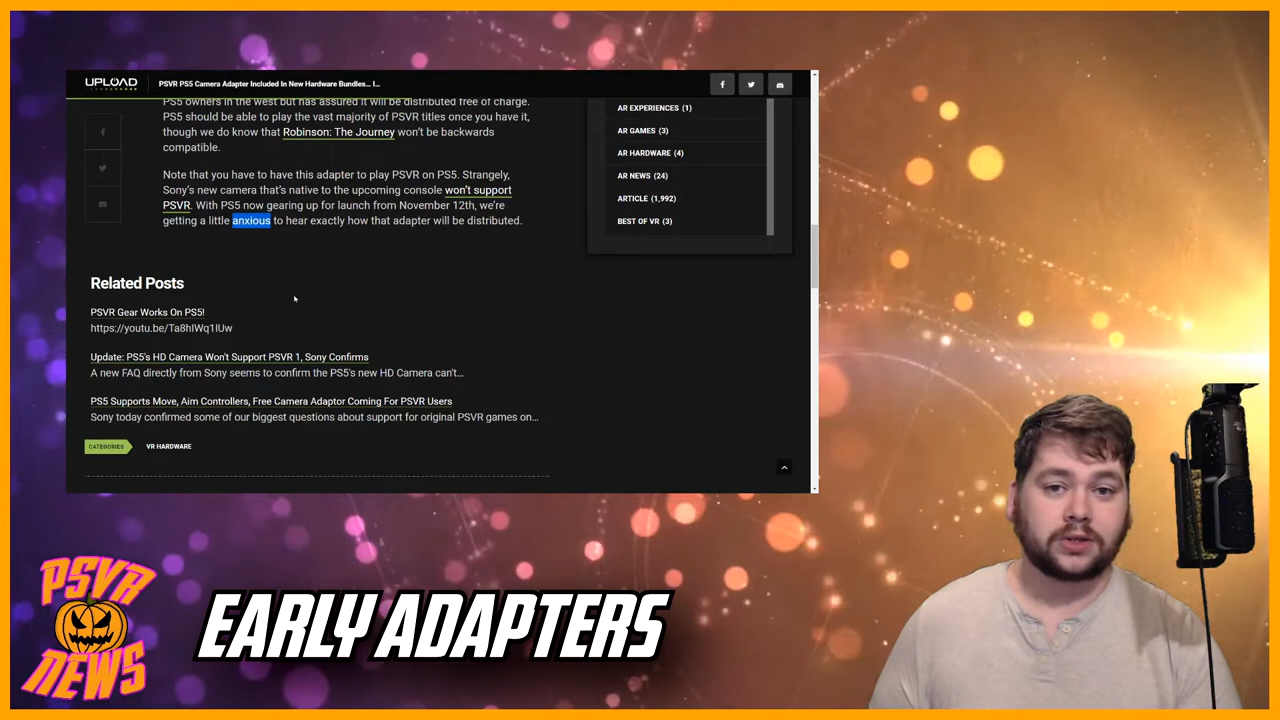 UPLOAD
PSVR PS5 Camera Adapter Included In New Hardware Bundles... I...
PS5 owners in the west but has assured it will be distributed free of charge.
PS5 should be able to play the vast majority of PSVR titles once you have it,
though we do know that Robinson: The Journey won't be backwards
compatible.
Note that you have to have this adapter to play PSVR on PS5. Strangely,
Sony's new camera that's native to the upcoming console won't support
PSVR. With PS5 now gearing up for launch from November 12th, we're
getting a little anxious to hear exactly how that adapter will be distributed.
AR EXPERIENCES (1)
AR GAMES (3)
AR HARDWARE (4)
AR NEWS (24)
ARTICLE (1,992)
BEST OF VR (3)
Related Posts
PSVR Gear Works On PS5!
https://youtu.be/Ta8hIWq1IUw
Update: PS5's HD Camera Won't Support PSVR 1, Sony Confirms
A new FAQ directly from Sony seems to confirm the PS5's new HD Camera can't...
PS5 Supports Move, Aim Controllers, Free Camera Adaptor Coming For PSVR Users
Sony today confirmed some of our biggest questions about support for original PSVR games on...
CATEGORIES
VR HARDWARE
PSVR
NEWS
EARLY ADAPTERS